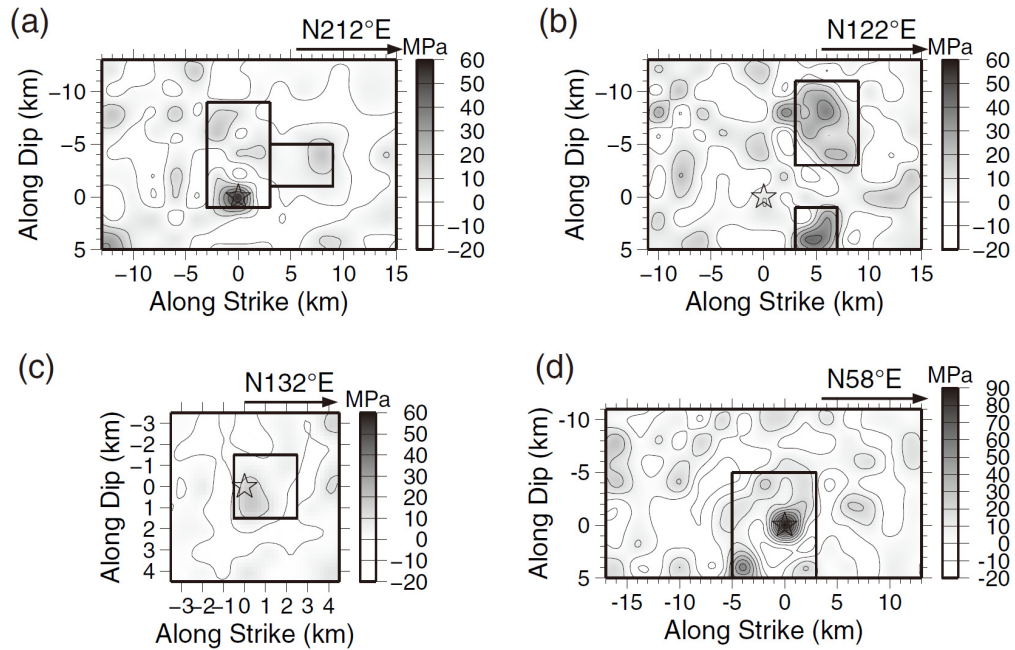 (a)
N212°E
MPa
60
50
40
30
20
10
0
−10
−20
Along Dip (km)
−10
−5
0
5
−10 −5 0 5 10 15
Along Strike (km)
(b)
N122°E
MPa
60
50
40
30
20
10
0
−10
−20
Along Dip (km)
−10
−5
0
5
−10 −5 0 5 10 15
Along Strike (km)
(c)
N132°E
MPa
60
50
40
30
20
10
0
−10
−20
Along Dip (km)
−3
−2
−1
0
1
2
3
4
−3−2−10 1 2 3 4
Along Strike (km)
(d)
N58°E
MPa
90
80
70
60
50
40
30
20
10
0
−10
−20
Along Dip (km)
-10
-5
0
5
-15 -10 -5 0 5 10
Along Strike (km)